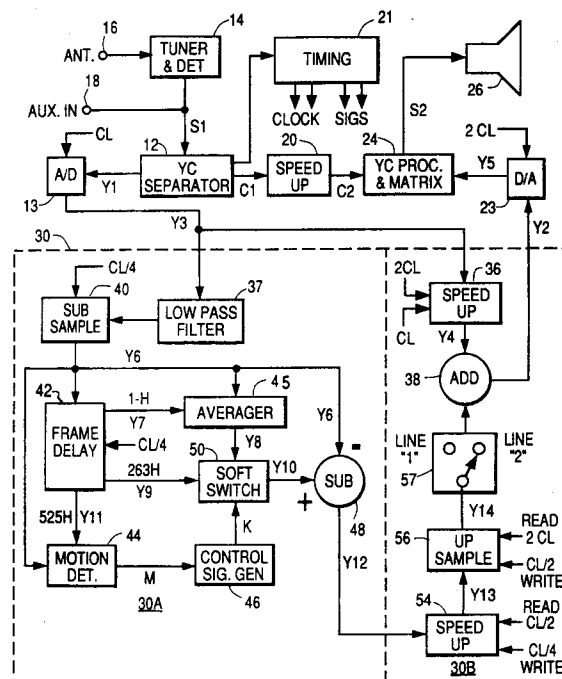 16
14
21
ANT.
TUNER
& DET
TIMING
18
26
AUX. IN
S1
CLOCK
SIGS
S2
CL
12
20
24
2 CL
A/D
Y1
YC
SEPARATOR
C1
SPEED
UP
C2
YC PROC.
& MATRIX
Y5
D/A
13
Y3
23
Y2
30
CL/4
40
37
36
2CL
SUB
SAMPLE
LOW PASS
FILTER
SPEED
UP
CL
Y6
Y4
42
1-H
Y7
4 5
AVERAGER
Y6
38
ADD
FRAME
DELAY
CL/4
50
Y8
-
LINE
"1"
LINE
"2"
263H
Y9
SOFT
SWITCH
Y10
SUB
57
+
48
525H
Y11
44
K
Y14
MOTION
DET.
M
CONTROL
SIG. GEN
Y12
56
UP
SAMPLE
READ
2 CL
CL/2
WRITE
30A
46
Y13
54
SPEED
UP
READ
CL/2
CL/4
WRITE
30B